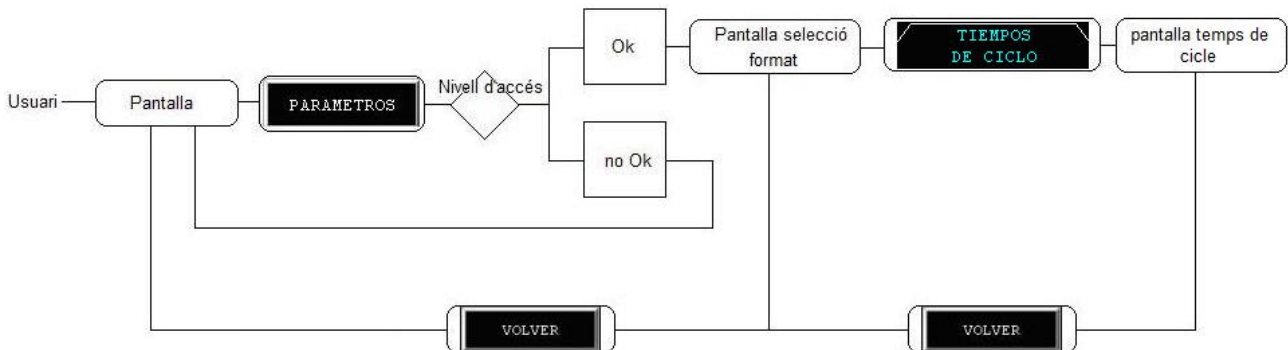 Usuari
Pantalla
PARAMETROS
Nivell d'accés
Ok
no Ok
Pantalla selecció
format
TIEMPOS
DE CICLO
pantalla temps de
cicle
VOLVER
VOLVER